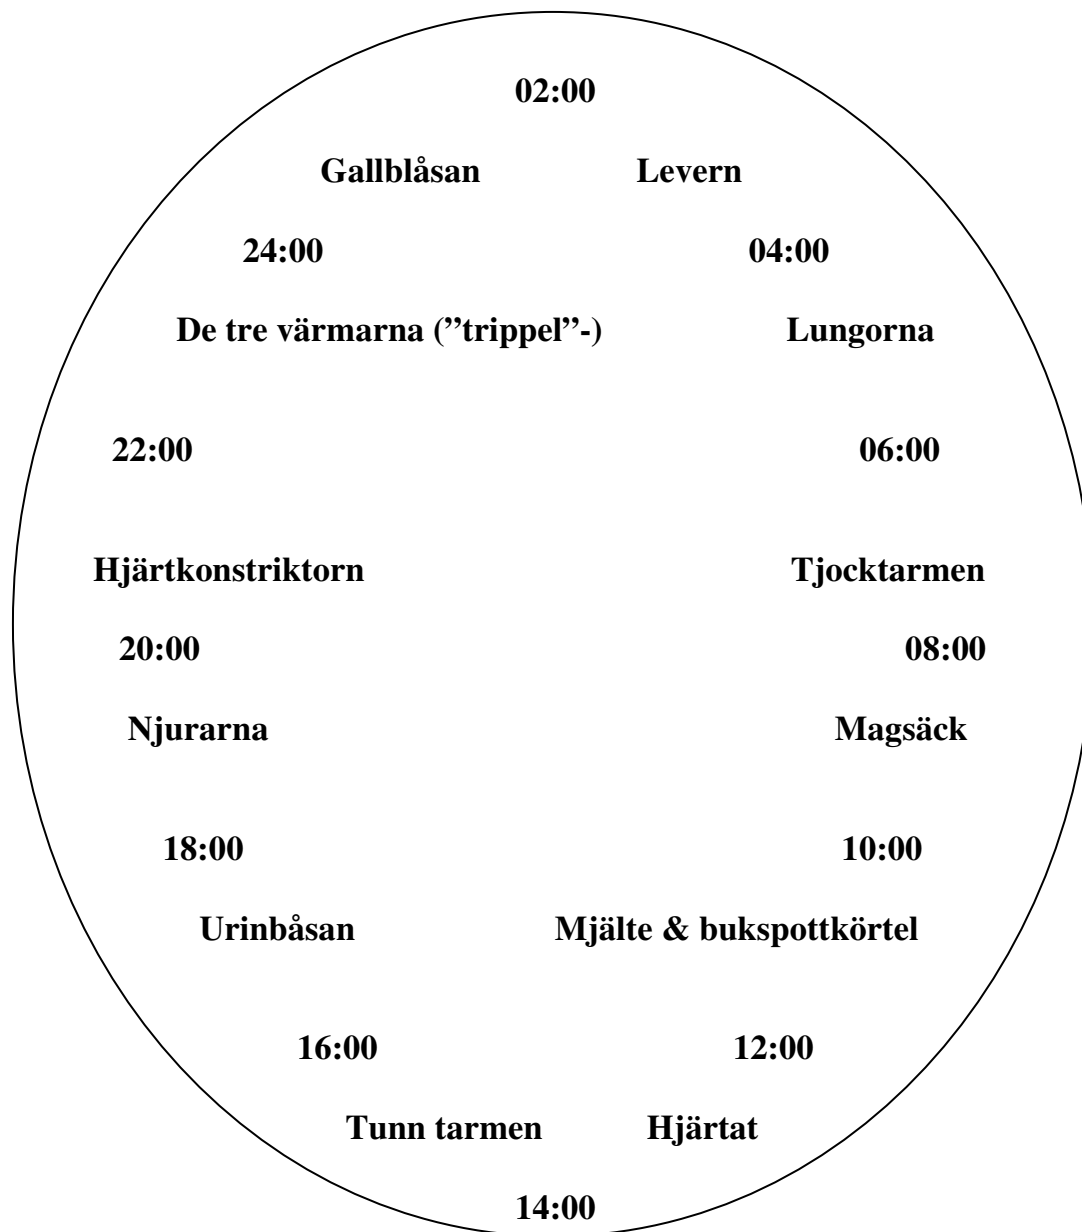 02:00
Gallblåsan Levern
24:00 04:00
De tre värmarna (”trippel”-) Lungorna
22:00 06:00
Hjärtkonstriktorn Tjocktarmen
20:00 08:00
Njurarna Magsäck
18:00 10:00
Urinbåsan Mjälte & bukspottkörtel
16:00 12:00
Tunn tarmen Hjärtat
14:00